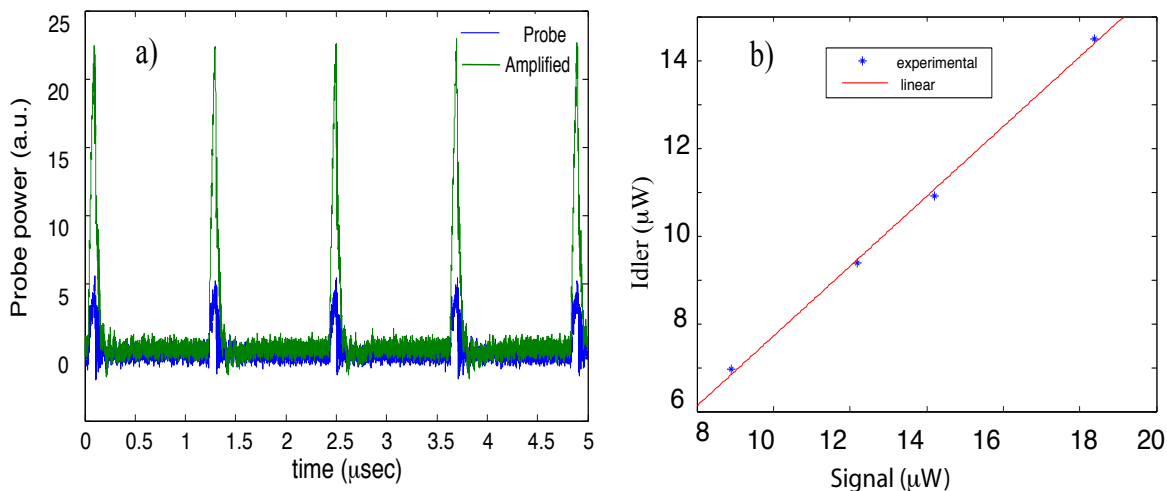 a)
Probe
Amplified
Probe power (a.u.)
25
20
15
10
5
0
0 0.5 1 1.5 2 2.5 3 3.5 4 4.5 5
time (μsec)
b)
experimental
linear
Idler (μW)
14
12
10
8
6
8 10 12 14 16 18 20
Signal (μW)